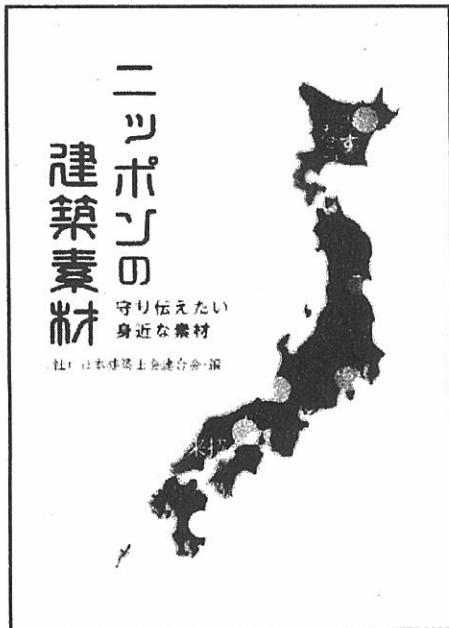 ニッポンの
建築素材
守り伝えたい
身近な素材
(社)日本建築士会連合会・編